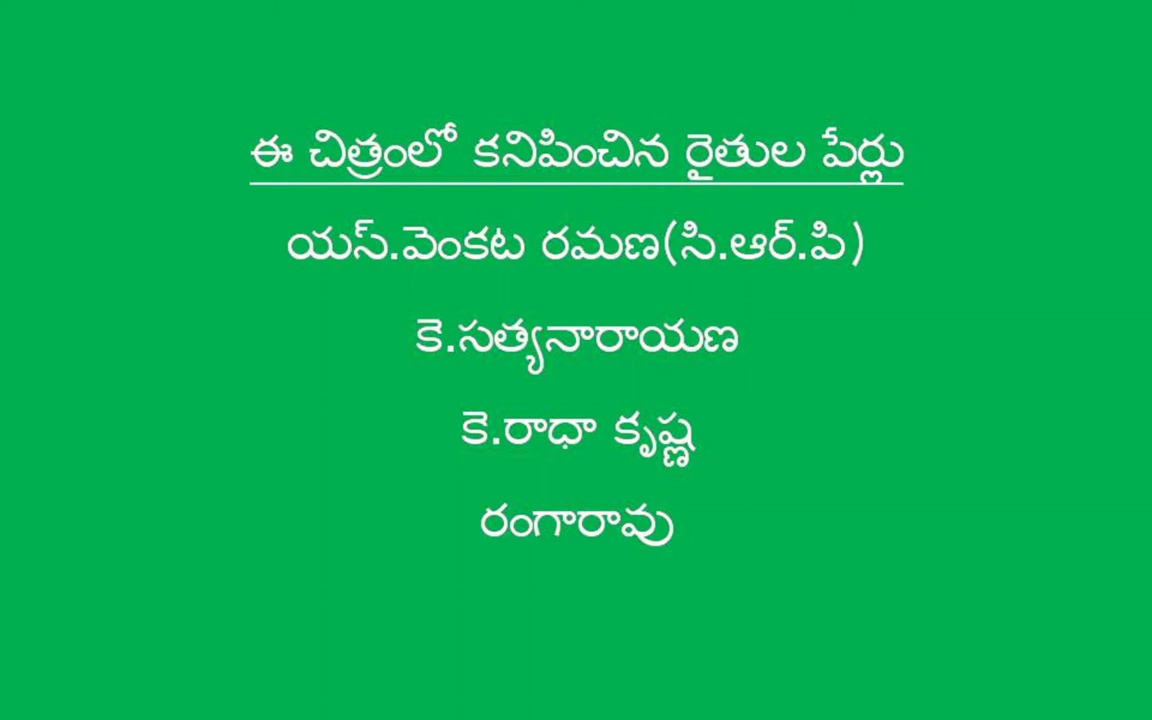 ఈ చిత్రంలో కనిపించిన రైతుల పేర్లు
యస్.వెంకట రమణ(సి.ఆర్.పి)
కె.సత్యనారాయణ
కె.రాధా కృష్ణ
రంగారావు